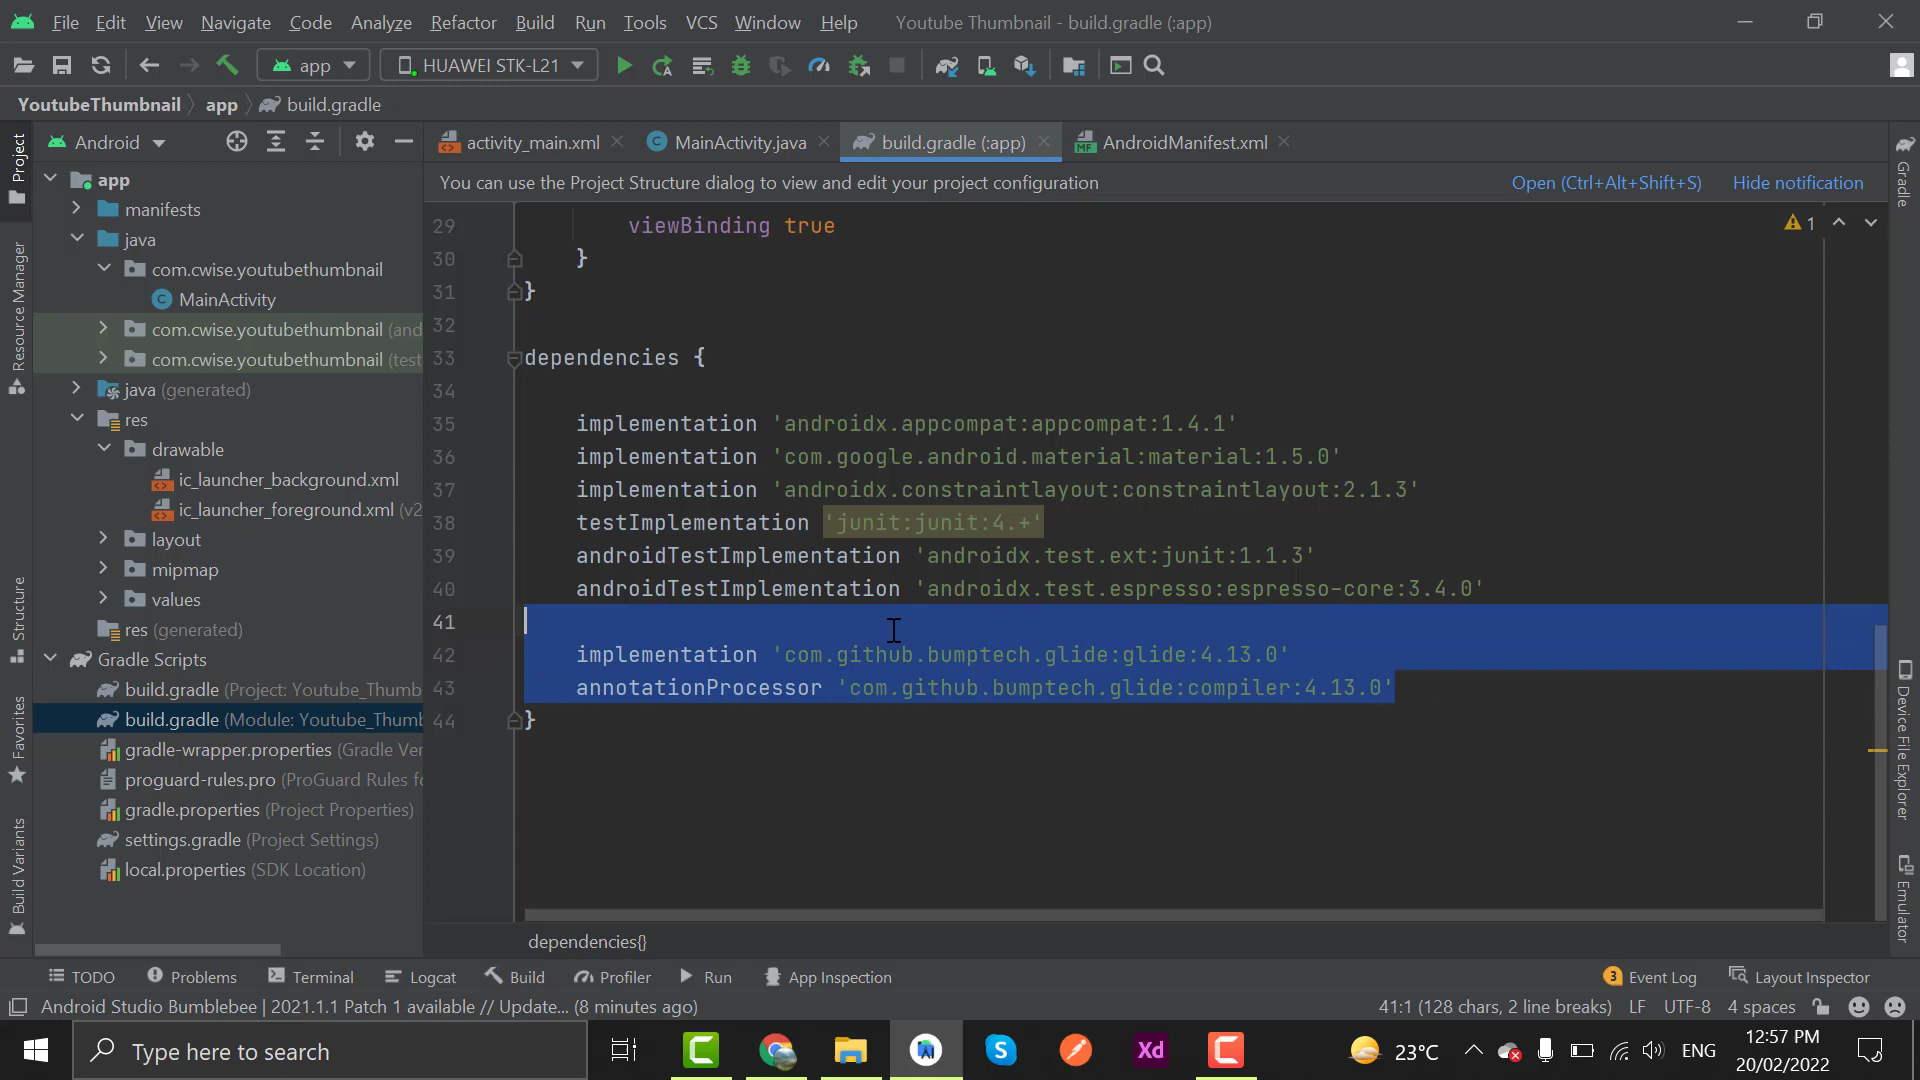 File Edit View Navigate Code Analyze Refactor Build Run Tools VCS Window Help Youtube Thumbnail - build.gradle (:app)
app HUAWEI STK-L21
YoutubeThumbnail app build.gradle
Project
Android
activity_main.xml MainActivity.java build.gradle (:app) AndroidManifest.xml
Gradle
You can use the Project Structure dialog to view and edit your project configuration Open (Ctrl+Alt+Shift+S) Hide notification
app
manifests
java
com.cwise.youtubethumbnail
MainActivity
com.cwise.youtubethumbnail (and
com.cwise.youtubethumbnail (test
java (generated)
res
drawable
ic_launcher_background.xml
ic_launcher_foreground.xml (v2
layout
mipmap
values
res (generated)
Gradle Scripts
build.gradle (Project: Youtube_Thumb
build.gradle (Module: Youtube_Thumb
gradle-wrapper.properties (Gradle Ver
proguard-rules.pro (ProGuard Rules fo
gradle.properties (Project Properties)
settings.gradle (Project Settings)
local.properties (SDK Location)
Resource Manager
Structure
Favorites
Build Variants
1
29 viewBinding true
30 }
31 }
32
33 dependencies {
34
35 implementation 'androidx.appcompat:appcompat:1.4.1'
36 implementation 'com.google.android.material:material:1.5.0'
37 implementation 'androidx.constraintlayout:constraintlayout:2.1.3'
38 testImplementation 'junit:junit:4.+'
39 androidTestImplementation 'androidx.test.ext:junit:1.1.3'
40 androidTestImplementation 'androidx.test.espresso:espresso-core:3.4.0'
41
42 implementation 'com.github.bumptech.glide:glide:4.13.0'
43 annotationProcessor 'com.github.bumptech.glide:compiler:4.13.0'
44 }
Device File Explorer
Emulator
dependencies{}
TODO Problems Terminal Logcat Build Profiler Run App Inspection 3 Event Log Layout Inspector
Android Studio Bumblebee | 2021.1.1 Patch 1 available // Update... (8 minutes ago) 41:1 (128 chars, 2 line breaks) LF UTF-8 4 spaces
Type here to search
Xd
23°C
ENG
12:57 PM
20/02/2022